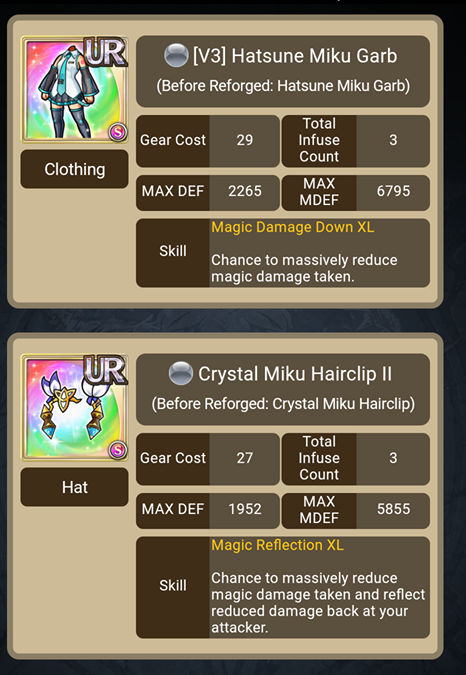 UR
[V3] Hatsune Miku Garb
(Before Reforged: Hatsune Miku Garb)
S
Clothing
Gear Cost
29
Total
Infuse
Count
3
MAX DEF
2265
MAX
MDEF
6795
Skill
Magic Damage Down XL
Chance to massively reduce
magic damage taken.
UR
Crystal Miku Hairclip II
(Before Reforged: Crystal Miku Hairclip)
S
Hat
Gear Cost
27
Total
Infuse
Count
3
MAX DEF
1952
MAX
MDEF
5855
Skill
Magic Reflection XL
Chance to massively reduce
magic damage taken and reflect
reduced damage back at your
attacker.